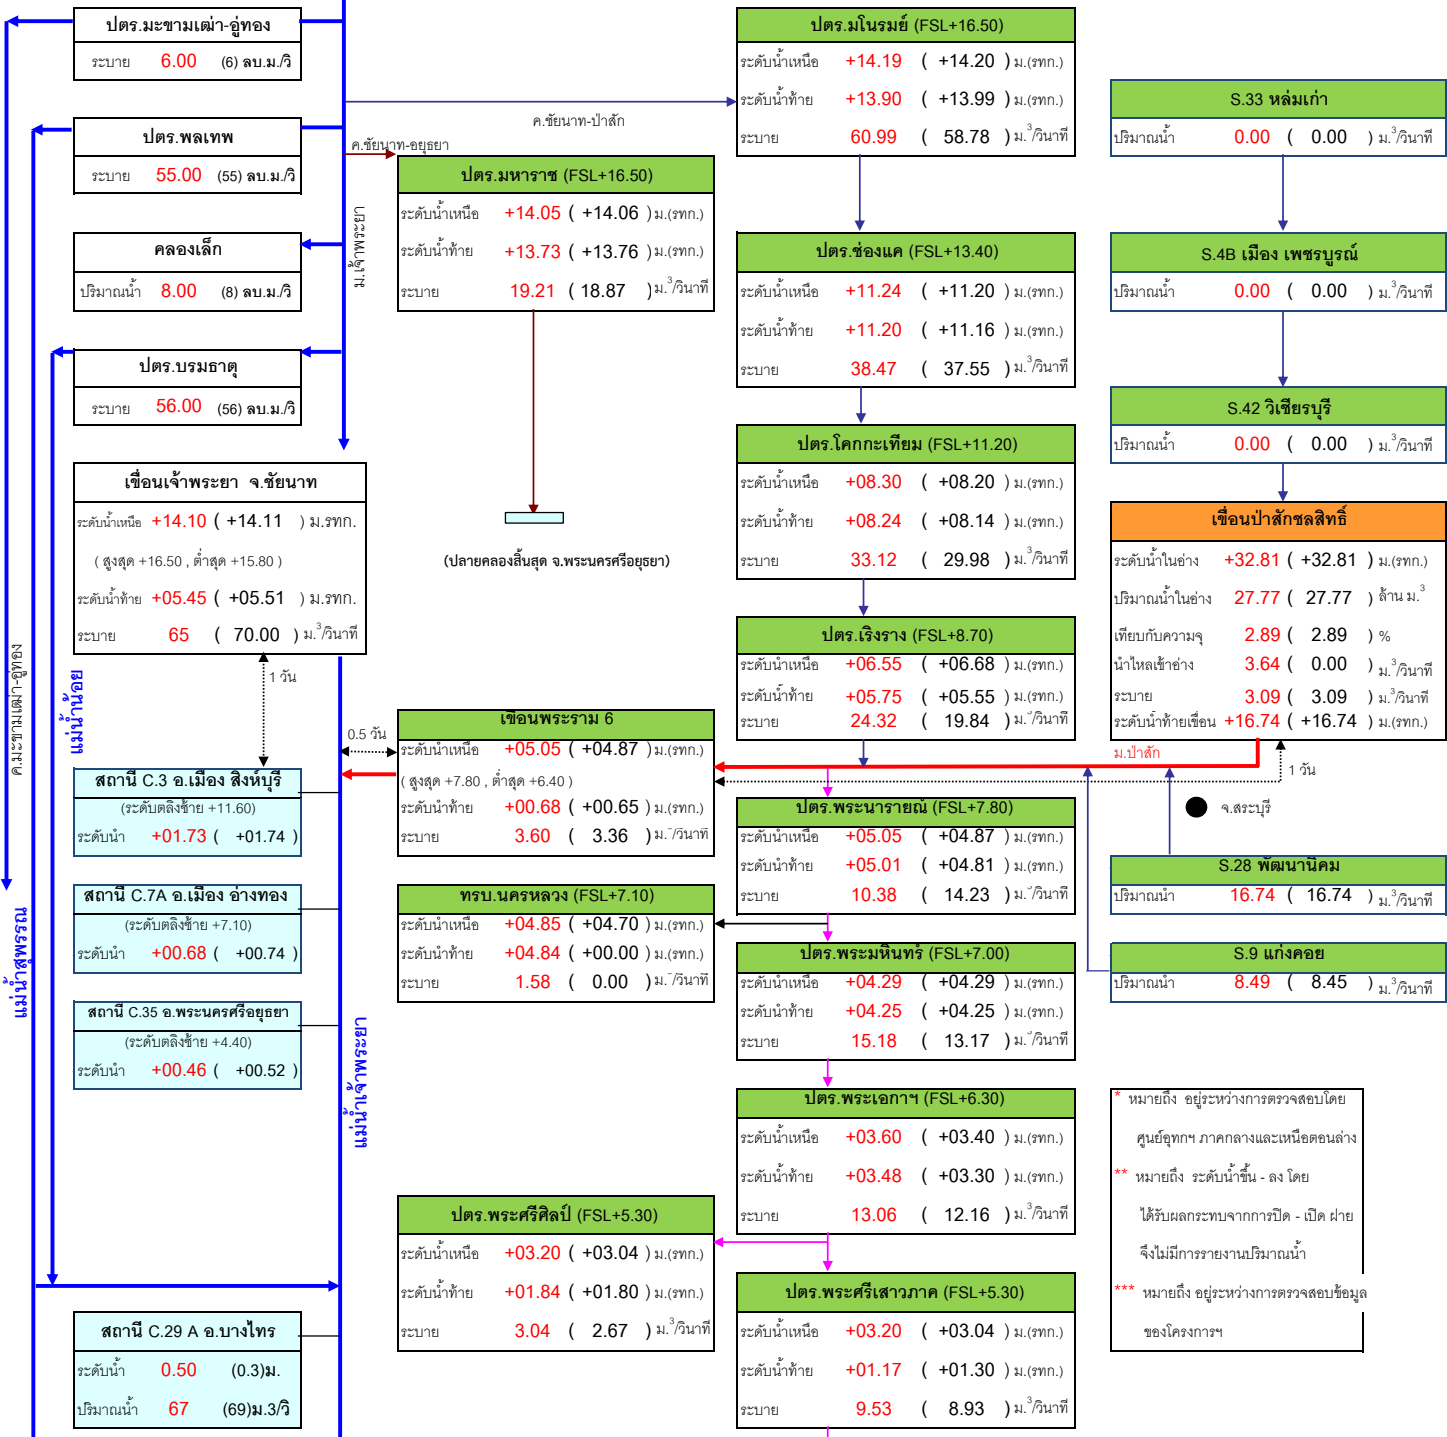 ปตร.มะขามเฒ่า-อู่ทอง
ระบาย 6.00 (6) ลบ.ม./วิ
ปตร.พลเทพ
ระบาย 55.00 (55) ลบ.ม./วิ
คลองเล็ก
ปริมาณน้ำ 8.00 (8) ลบ.ม./วิ
ปตร.บรมธาตุ
ระบาย 56.00 (56) ลบ.ม./วิ
เขื่อนเจ้าพระยา จ.ชัยนาท
ระดับน้ำเหนือ +14.10 ( +14.11 ) ม.รทก.
( สูงสุด +16.50 , ต่ำสุด +15.80 )
ระดับน้ำท้าย +05.45 ( +05.51 ) ม.รทก.
ระบาย 65 ( 70.00 ) ม.3/วินาที
1 วัน
ค.มะขามเฒ่า-อู่ทอง
แม่น้ำน้อย
แม่น้ำสุพรรณ
สถานี C.3 อ.เมือง สิงห์บุรี
(ระดับตลิ่งซ้าย +11.60)
ระดับน้ำ +01.73 ( +01.74 )
สถานี C.7A อ.เมือง อ่างทอง
(ระดับตลิ่งซ้าย +7.10)
ระดับน้ำ +00.68 ( +00.74 )
สถานี C.35 อ.พระนครศรีอยุธยา
(ระดับตลิ่งซ้าย +4.40)
ระดับน้ำ +00.46 ( +00.52 )
แม่น้ำเจ้าพระยา
สถานี C.29 A อ.บางไทร
ระดับน้ำ 0.50 (0.3)ม.
ปริมาณน้ำ 67 (69)ม.3/วิ
ม.เจ้าพระยา
ค.ชัยนาท-ป่าสัก
ค.ชัยนาท-อยุธยา
ปตร.มหาราช (FSL+16.50)
ระดับน้ำเหนือ +14.05 ( +14.06 ) ม.(รทก.)
ระดับน้ำท้าย +13.73 ( +13.76 ) ม.(รทก.)
ระบาย 19.21 ( 18.87 ) ม.3/วินาที
(ปลายคลองสิ้นสุด จ.พระนครศรีอยุธยา)
0.5 วัน
เขื่อนพระราม 6
ระดับน้ำเหนือ +05.05 ( +04.87 ) ม.(รทก.)
( สูงสุด +7.80 , ต่ำสุด +6.40 )
ระดับน้ำท้าย +00.68 ( +00.65 ) ม.(รทก.)
ระบาย 3.60 ( 3.36 ) ม.3/วินาที
ทรบ.นครหลวง (FSL+7.10)
ระดับน้ำเหนือ +04.85 ( +04.70 ) ม.(รทก.)
ระดับน้ำท้าย +04.84 ( +00.00 ) ม.(รทก.)
ระบาย 1.58 ( 0.00 ) ม.3/วินาที
ปตร.พระศรีศิลป์ (FSL+5.30)
ระดับน้ำเหนือ +03.20 ( +03.04 ) ม.(รทก.)
ระดับน้ำท้าย +01.84 ( +01.80 ) ม.(รทก.)
ระบาย 3.04 ( 2.67 ) ม.3/วินาที
ปตร.มโนรมย์ (FSL+16.50)
ระดับน้ำเหนือ +14.19 ( +14.20 ) ม.(รทก.)
ระดับน้ำท้าย +13.90 ( +13.99 ) ม.(รทก.)
ระบาย 60.99 ( 58.78 ) ม.3/วินาที
ปตร.ช่องแค (FSL+13.40)
ระดับน้ำเหนือ +11.24 ( +11.20 ) ม.(รทก.)
ระดับน้ำท้าย +11.20 ( +11.16 ) ม.(รทก.)
ระบาย 38.47 ( 37.55 ) ม.3/วินาที
ปตร.โคกกะเทียม (FSL+11.20)
ระดับน้ำเหนือ +08.30 ( +08.20 ) ม.(รทก.)
ระดับน้ำท้าย +08.24 ( +08.14 ) ม.(รทก.)
ระบาย 33.12 ( 29.98 ) ม.3/วินาที
ปตร.เริงราง (FSL+8.70)
ระดับน้ำเหนือ +06.55 ( +06.68 ) ม.(รทก.)
ระดับน้ำท้าย +05.75 ( +05.55 ) ม.(รทก.)
ระบาย 24.32 ( 19.84 ) ม.3/วินาที
ปตร.พระนารายณ์ (FSL+7.80)
ระดับน้ำเหนือ +05.05 ( +04.87 ) ม.(รทก.)
ระดับน้ำท้าย +05.01 ( +04.81 ) ม.(รทก.)
ระบาย 10.38 ( 14.23 ) ม.3/วินาที
ปตร.พระมหินทร์ (FSL+7.00)
ระดับน้ำเหนือ +04.29 ( +04.29 ) ม.(รทก.)
ระดับน้ำท้าย +04.25 ( +04.25 ) ม.(รทก.)
ระบาย 15.18 ( 13.17 ) ม.3/วินาที
ปตร.พระเอกาฯ (FSL+6.30)
ระดับน้ำเหนือ +03.60 ( +03.40 ) ม.(รทก.)
ระดับน้ำท้าย +03.48 ( +03.30 ) ม.(รทก.)
ระบาย 13.06 ( 12.16 ) ม.3/วินาที
ปตร.พระศรีเสาวภาค (FSL+5.30)
ระดับน้ำเหนือ +03.20 ( +03.04 ) ม.(รทก.)
ระดับน้ำท้าย +01.17 ( +01.30 ) ม.(รทก.)
ระบาย 9.53 ( 8.93 ) ม.3/วินาที
S.33 หล่มเก่า
ปริมาณน้ำ 0.00 ( 0.00 ) ม.3/วินาที
S.4B เมือง เพชรบูรณ์
ปริมาณน้ำ 0.00 ( 0.00 ) ม.3/วินาที
S.42 วิเชียรบุรี
ปริมาณน้ำ 0.00 ( 0.00 ) ม.3/วินาที
เขื่อนป่าสักชลสิทธิ์
ระดับน้ำในอ่าง +32.81 ( +32.81 ) ม.(รทก.)
ปริมาณน้ำในอ่าง 27.77 ( 27.77 ) ล้าน ม.3
เทียบกับความจุ 2.89 ( 2.89 ) %
น้ำไหลเข้าอ่าง 3.64 ( 0.00 ) ม.3/วินาที
ระบาย 3.09 ( 3.09 ) ม.3/วินาที
ระดับน้ำท้ายเขื่อน +16.74 ( +16.74 ) ม.(รทก.)
ม.ป่าสัก
1 วัน
จ.สระบุรี
S.28 พัฒนานิคม
ปริมาณน้ำ 16.74 ( 16.74 ) ม.3/วินาที
S.9 แก่งคอย
ปริมาณน้ำ 8.49 ( 8.45 ) ม.3/วินาที
* หมายถึง อยู่ระหว่างการตรวจสอบโดย
ศูนย์อุทกฯ ภาคกลางและเหนือตอนล่าง
** หมายถึง ระดับน้ำขึ้น - ลง โดย
ได้รับผลกระทบจากการปิด - เปิด ฝาย
จึงไม่มีการรายงานปริมาณน้ำ
*** หมายถึง อยู่ระหว่างการตรวจสอบข้อมูล
ของโครงการฯ